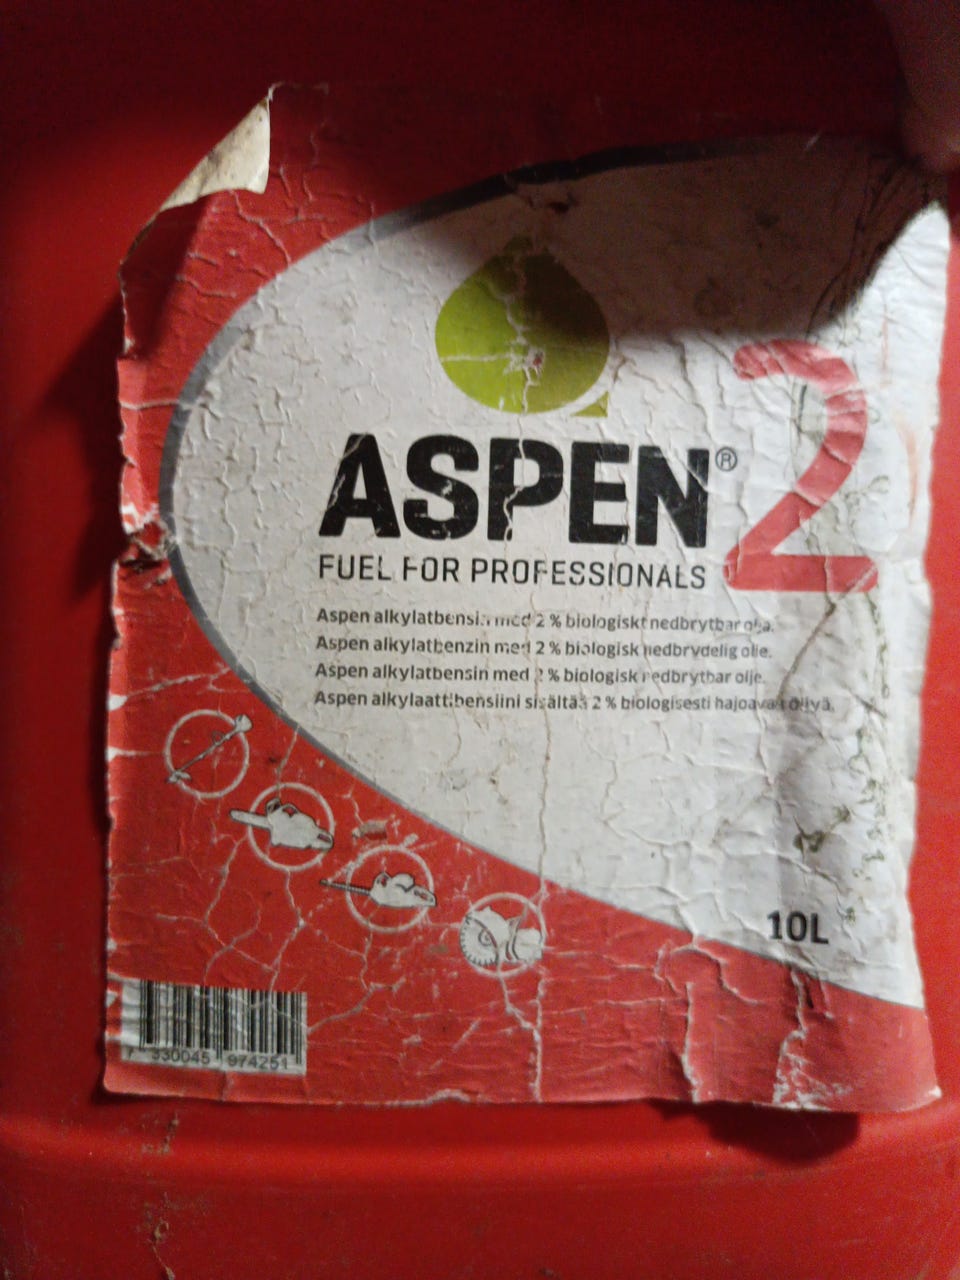 ASPEN® 2
FUEL FOR PROFESSIONALS
Aspen alkylatbensin med 2 % biologiskt nedbrytbar olja.
Aspen alkylatbenzin med 2 % biologisk nedbrydelig olie.
Aspen alkylatbensin med 2 % biologisk nedbrytbar olje.
Aspen alkylaattibensiini sisältää 2 % biologisesti hajoavaa öljyä.
10L
7 330045 974251